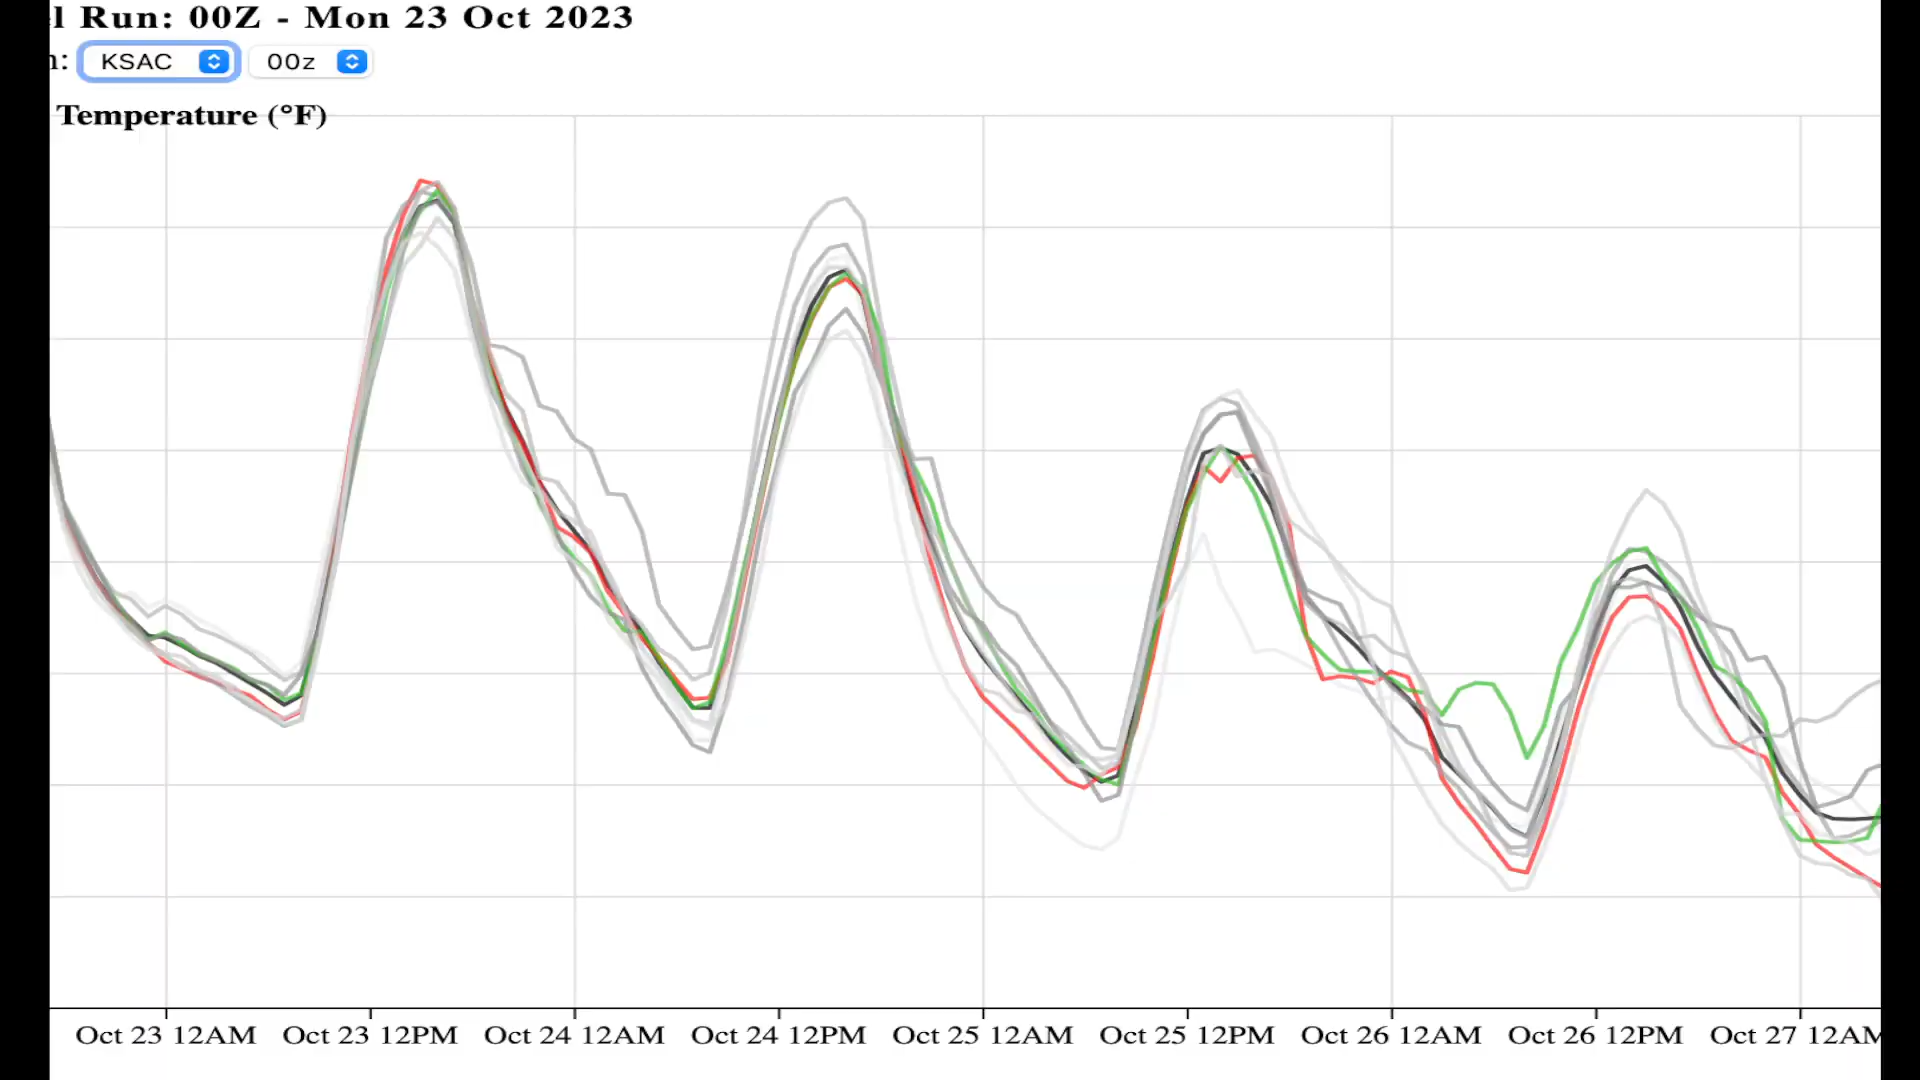 Run: 00Z - Mon 23 Oct 2023
KSAC 00z
Temperature (°F)
Oct 23 12AM Oct 23 12PM Oct 24 12AM Oct 24 12PM Oct 25 12AM Oct 25 12PM Oct 26 12AM Oct 26 12PM Oct 27 12AM